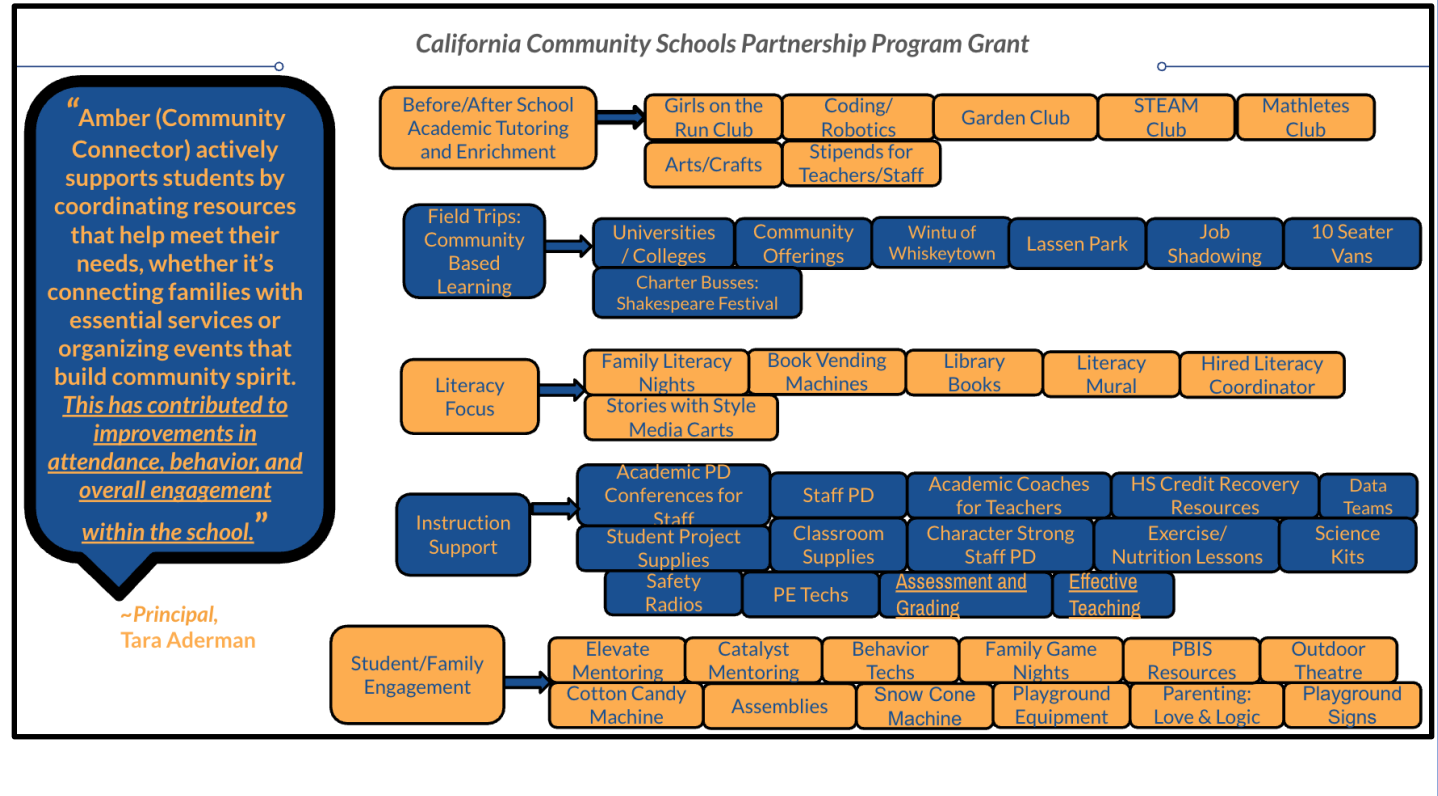 California Community Schools Partnership Program Grant
“Amber (Community
Connector) actively
supports students by
coordinating resources
that help meet their
needs, whether it’s
connecting families with
essential services or
organizing events that
build community spirit.
This has contributed to
improvements in
attendance, behavior, and
overall engagement
within the school.”
~Principal,
Tara Aderman
Before/After School
Academic Tutoring
and Enrichment
Girls on the
Run Club
Coding/
Robotics
Garden Club
STEAM
Club
Mathletes
Club
Arts/Crafts
Stipends for
Teachers/Staff
Field Trips:
Community
Based
Learning
Universities
/ Colleges
Community
Offerings
Wintu of
Whiskeytown
Lassen Park
Job
Shadowing
10 Seater
Vans
Charter Busses:
Shakespeare Festival
Literacy
Focus
Family Literacy
Nights
Book Vending
Machines
Library
Books
Literacy
Mural
Hired Literacy
Coordinator
Stories with Style
Media Carts
Instruction
Support
Academic PD
Conferences for
Staff
Staff PD
Academic Coaches
for Teachers
HS Credit Recovery
Resources
Data
Teams
Student Project
Supplies
Classroom
Supplies
Character Strong
Staff PD
Exercise/
Nutrition Lessons
Science
Kits
Safety
Radios
PE Techs
Assessment and
Grading
Effective
Teaching
Student/Family
Engagement
Elevate
Mentoring
Catalyst
Mentoring
Behavior
Techs
Family Game
Nights
PBIS
Resources
Outdoor
Theatre
Cotton Candy
Machine
Assemblies
Snow Cone
Machine
Playground
Equipment
Parenting:
Love & Logic
Playground
Signs